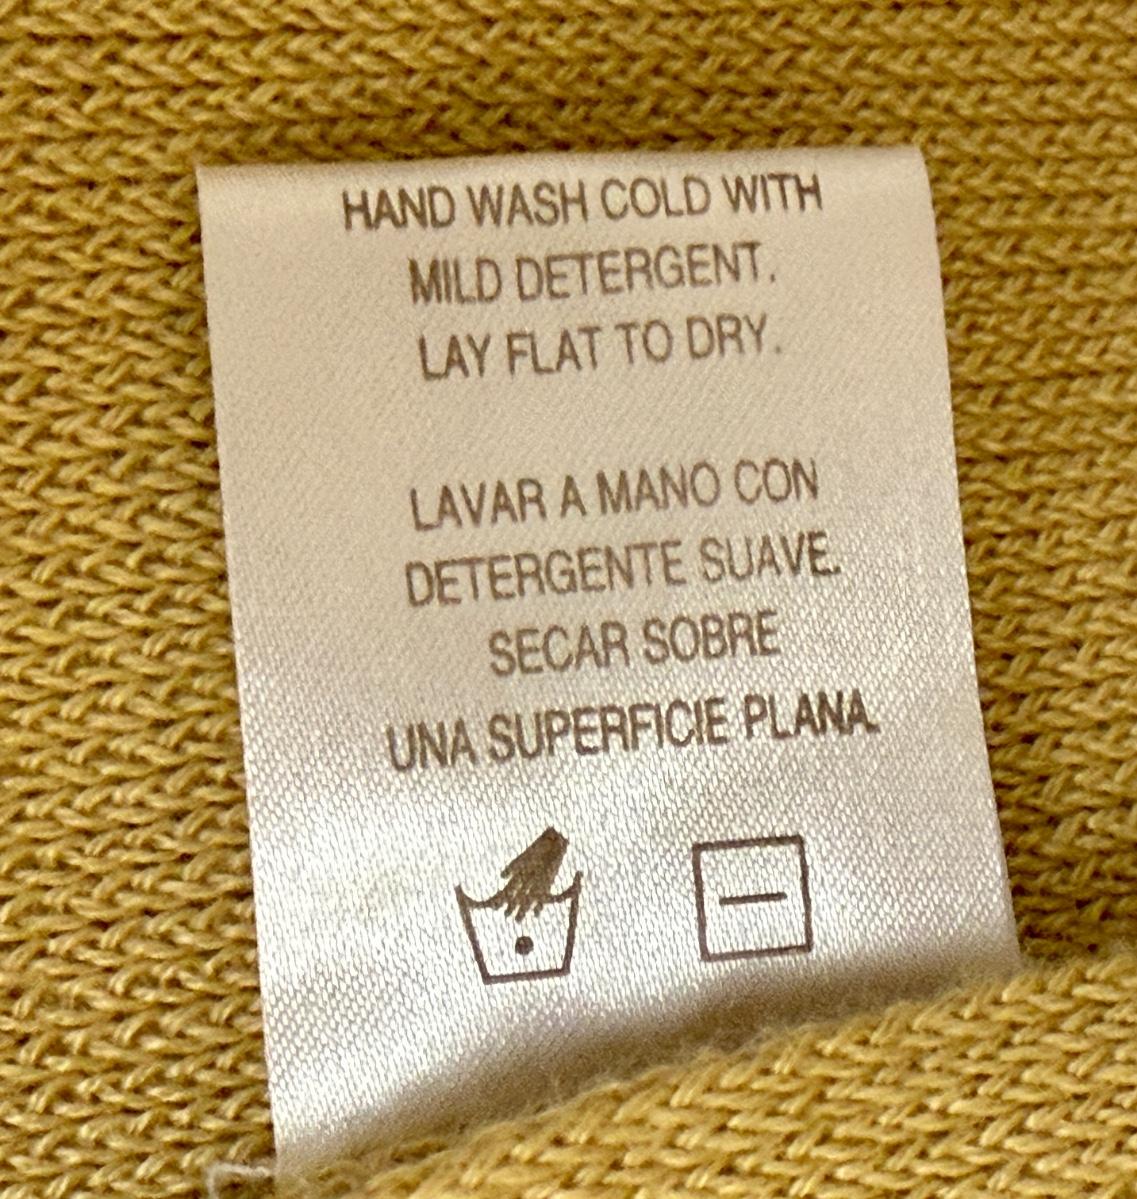 HAND WASH COLD WITH
MILD DETERGENT.
LAY FLAT TO DRY.
LAVAR A MANO CON
DETERGENTE SUAVE.
SECAR SOBRE
UNA SUPERFICIE PLANA.